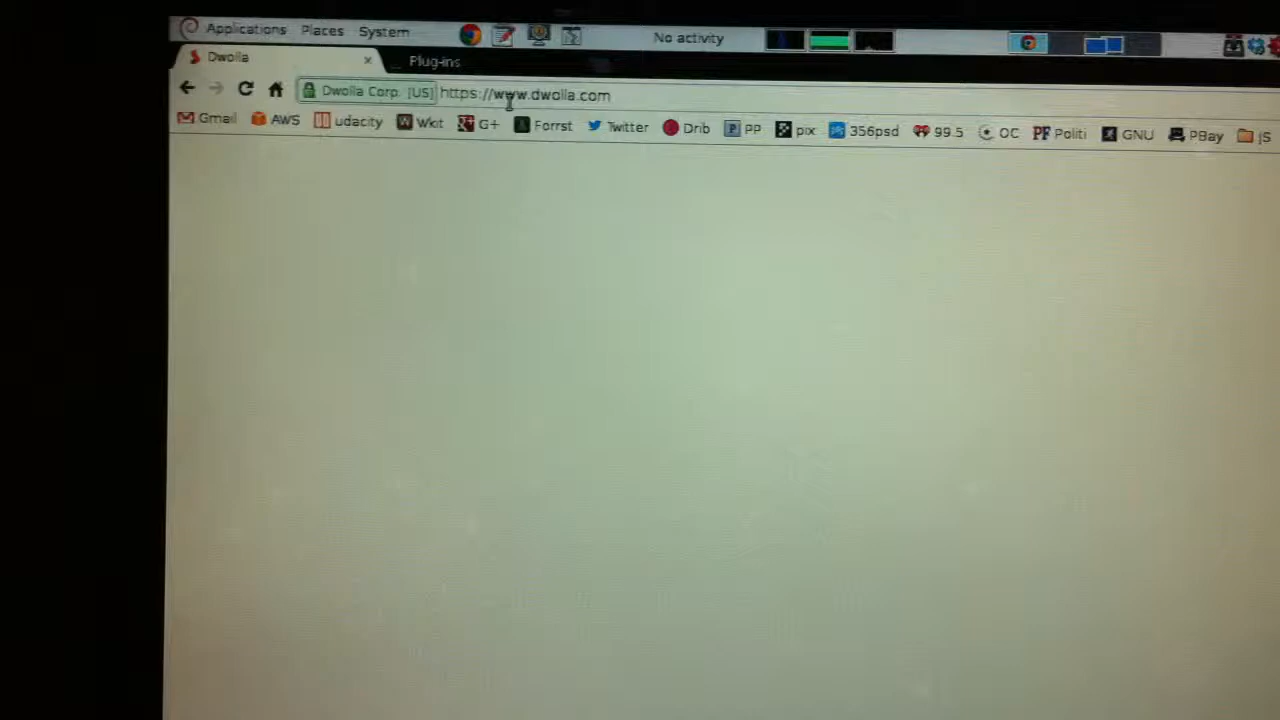 Applications Places System No activity
Dwolla Plug-ins
Dwolla Corp. [US] https://www.dwolla.com
Gmail AWS udacity Wkit G+ Forrst Twitter Drib PP pix 356psd 99.5 OC Politi GNU PBay JS